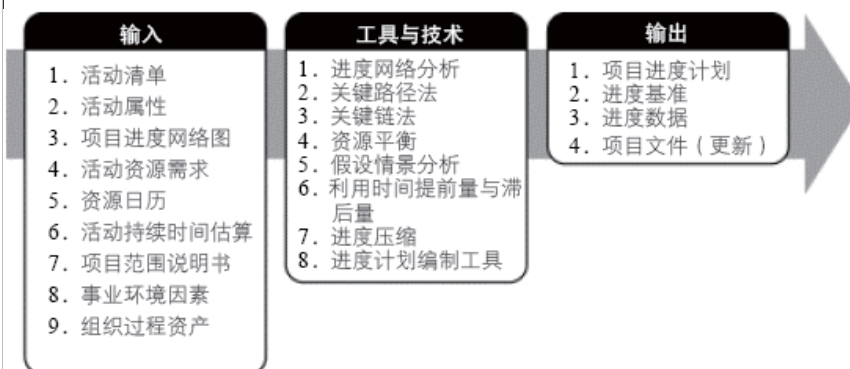 输入
1. 活动清单
2. 活动属性
3. 项目进度网络图
4. 活动资源需求
5. 资源日历
6. 活动持续时间估算
7. 项目范围说明书
8. 事业环境因素
9. 组织过程资产
工具与技术
1. 进度网络分析
2. 关键路径法
3. 关键链法
4. 资源平衡
5. 假设情景分析
6. 利用时间提前量与滞
后量
7. 进度压缩
8. 进度计划编制工具
输出
1. 项目进度计划
2. 进度基准
3. 进度数据
4. 项目文件（更新）